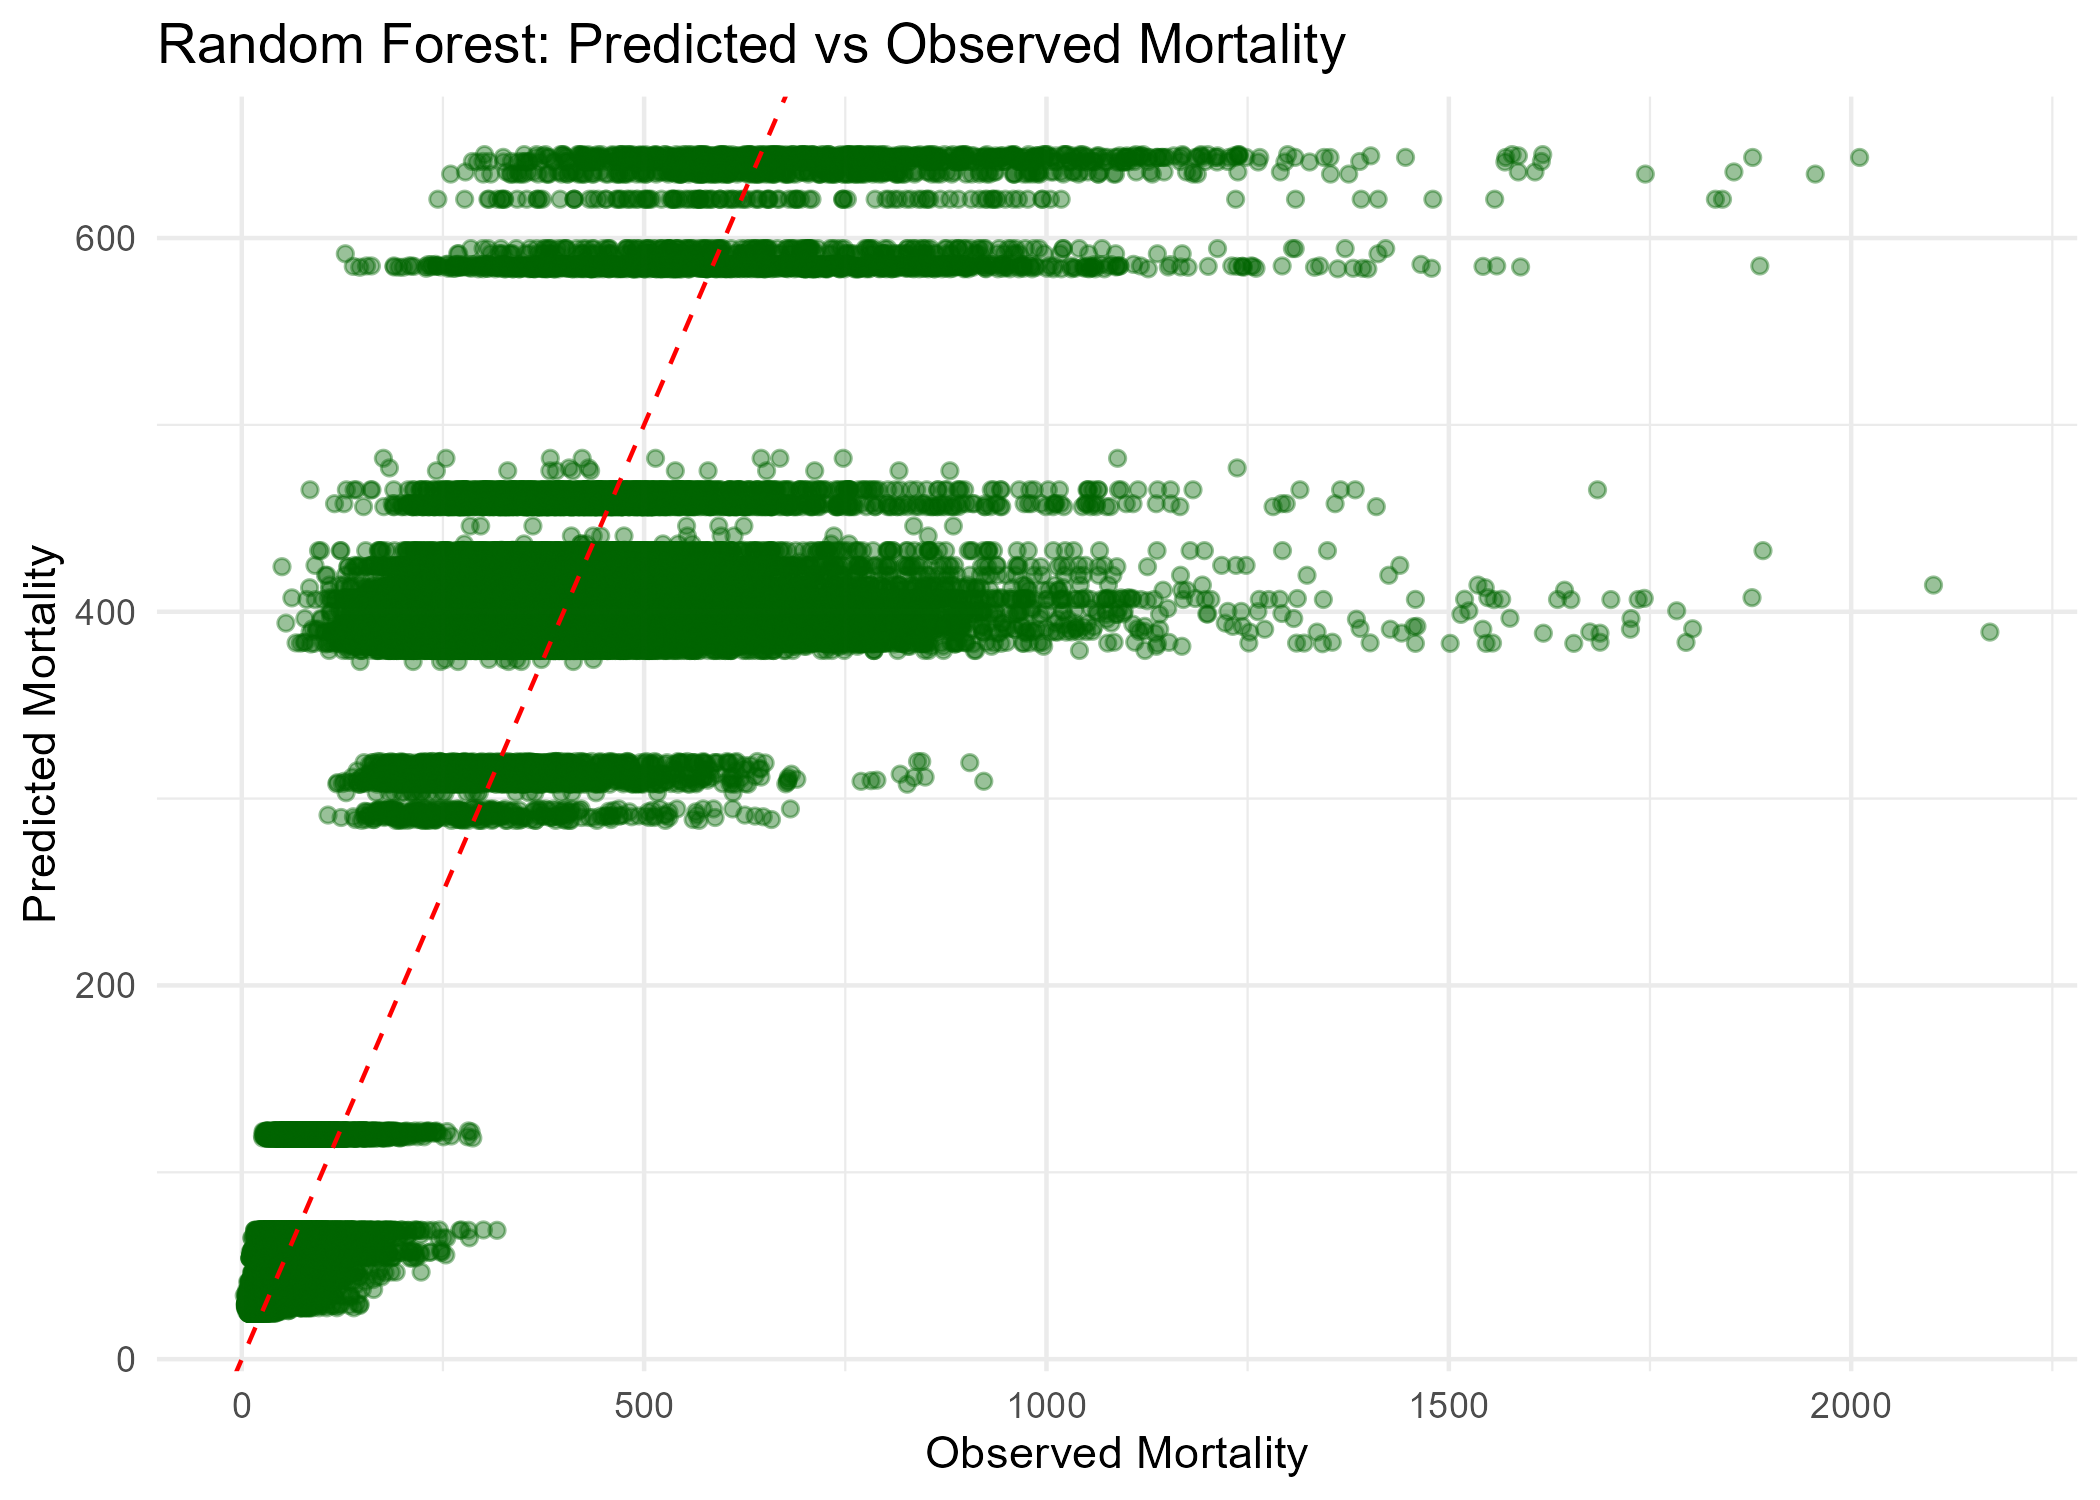 Random Forest: Predicted vs Observed Mortality
Predicted Mortality
600
400
200
0
0 500 1000 1500 2000
Observed Mortality